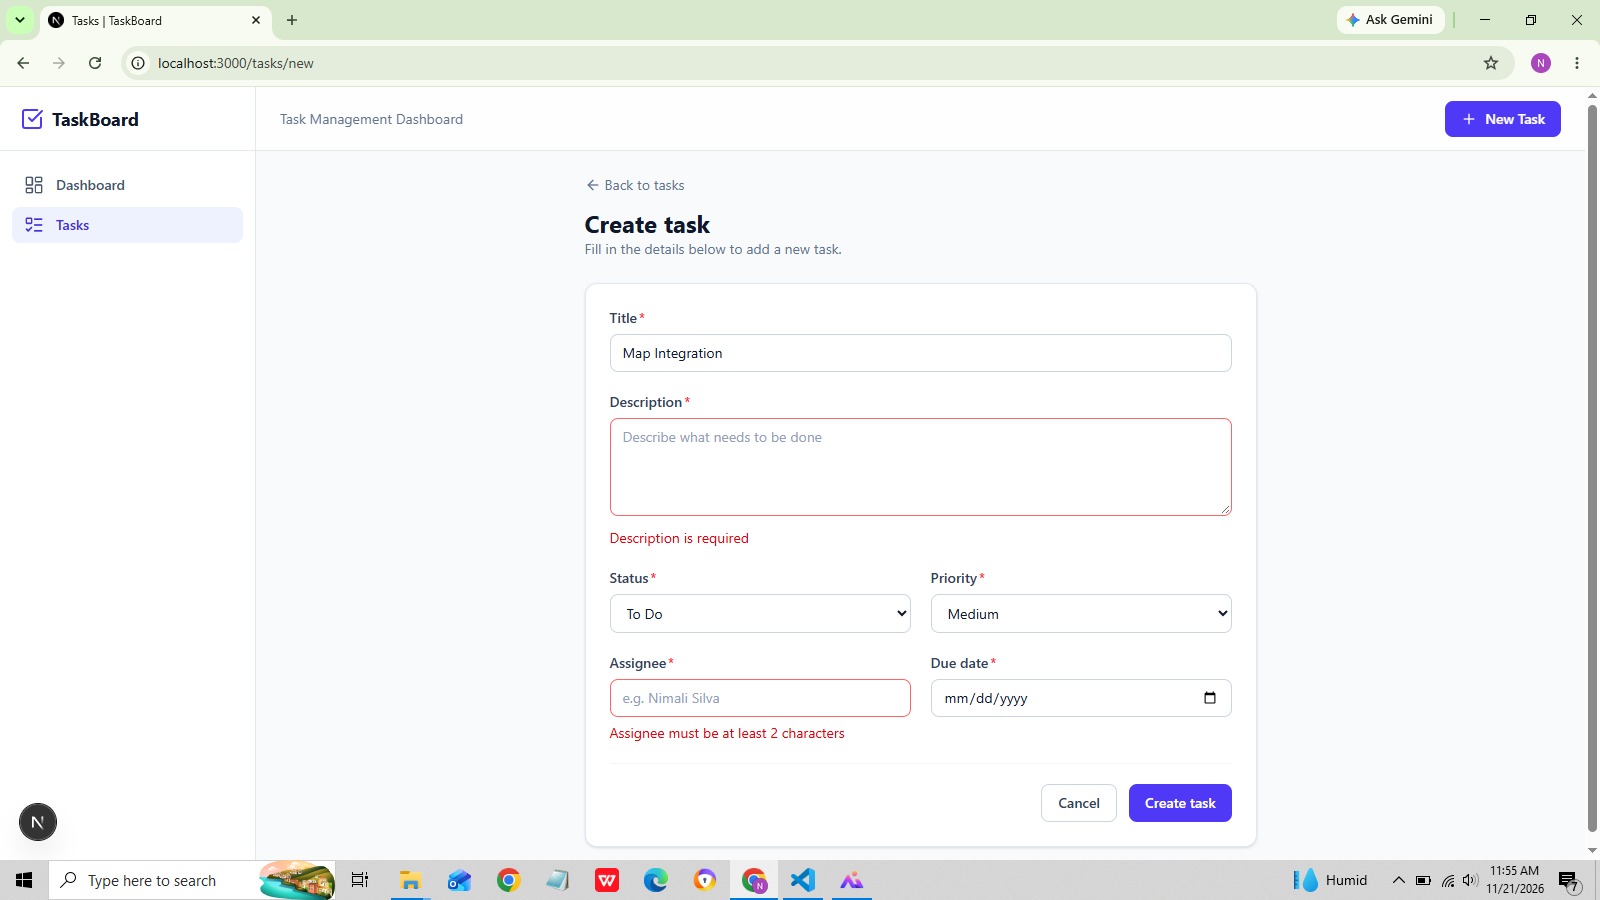 Tasks | TaskBoard
Ask Gemini
localhost:3000/tasks/new
N
TaskBoard
Task Management Dashboard
+ New Task
Dashboard
Tasks
← Back to tasks
Create task
Fill in the details below to add a new task.
Title*
Map Integration
Description*
Describe what needs to be done
Description is required
Status*
Priority*
To Do
Medium
Assignee*
Due date*
e.g. Nimali Silva
mm/dd/yyyy
Assignee must be at least 2 characters
Cancel
Create task
N
Type here to search
Humid
11:55 AM
11/21/2026
7